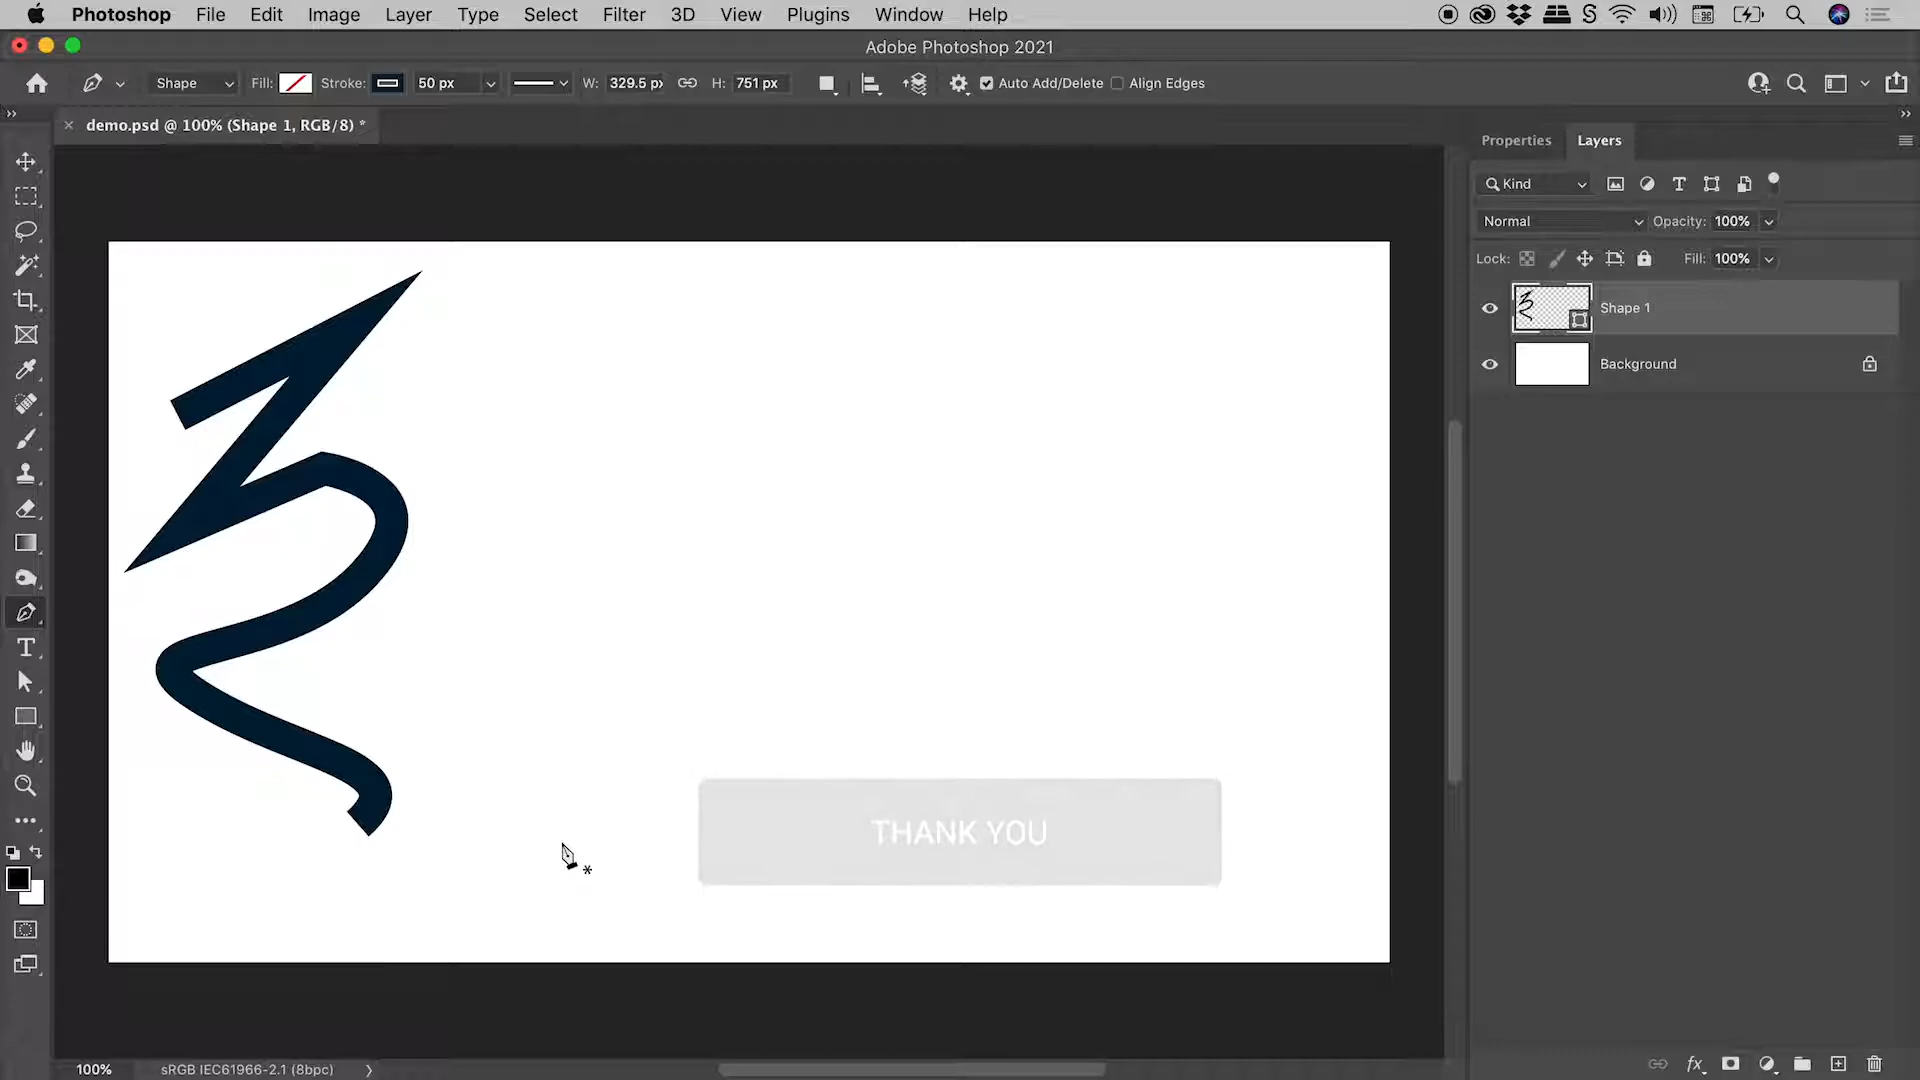 Photoshop File Edit Image Layer Type Select Filter 3D View Plugins Window Help
Adobe Photoshop 2021
Shape Fill: Stroke: 50 px W: 329.5 px H: 751 px Auto Add/Delete Align Edges
demo.psd @ 100% (Shape 1, RGB/8) *
Properties Layers
Kind
Normal Opacity: 100%
Lock: Fill: 100%
Shape 1
Background
THANK YOU
100% sRGB IEC61966-2.1 (8bpc)